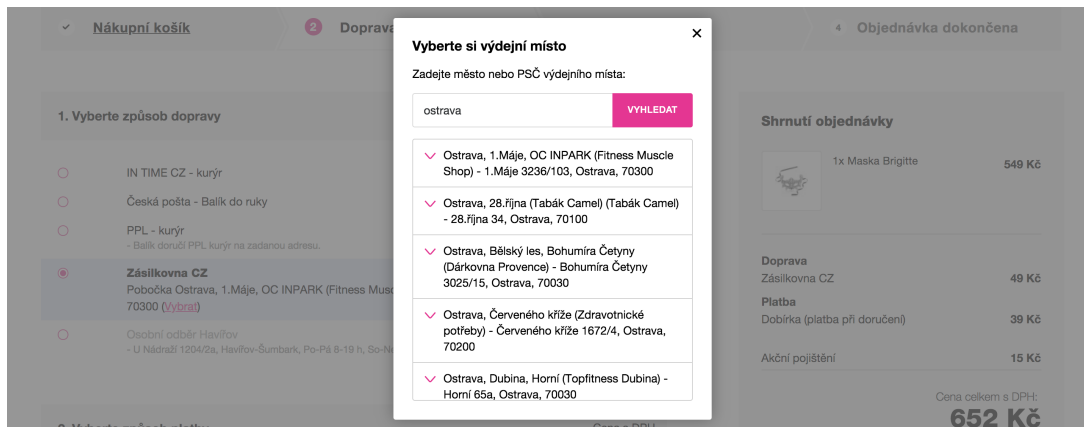 Nákupní košík
2
Doprava
4
Objednávka dokončena
Vyberte si výdejní místo
Zadejte město nebo PSČ výdejního místa:
ostrava
VYHLEDAT
Ostrava, 1.Máje, OC INPARK (Fitness Muscle
Shop) - 1.Máje 3236/103, Ostrava, 70300
Ostrava, 28.října (Tabák Camel) (Tabák Camel)
- 28.října 34, Ostrava, 70100
Ostrava, Bělský les, Bohumíra Četyny
(Dárkovna Provence) - Bohumíra Četyny
3025/15, Ostrava, 70030
Ostrava, Červeného kříže (Zdravotnické
potřeby) - Červeného kříže 1672/4, Ostrava,
70200
Ostrava, Dubina, Horní (Topfitness Dubina) -
Horní 65a, Ostrava, 70030
1. Vyberte způsob dopravy
IN TIME CZ - kurýr
Česká pošta - Balík do ruky
PPL - kurýr
- Balík doručí PPL kurýr na zadanou adresu.
Zásilkovna CZ
Pobočka Ostrava, 1.Máje, OC INPARK (Fitness Musc
70300 (Vybrat)
Osobní odběr Havířov
- U Nádraží 1204/2a, Havířov-Šumbark, Po-Pá 8-19 h, So-Ne
Shrnutí objednávky
1x Maska Brigitte 549 Kč
Doprava
Zásilkovna CZ 49 Kč
Platba
Dobírka (platba při doručení) 39 Kč
Akční pojištění 15 Kč
Cena celkem s DPH:
652 Kč